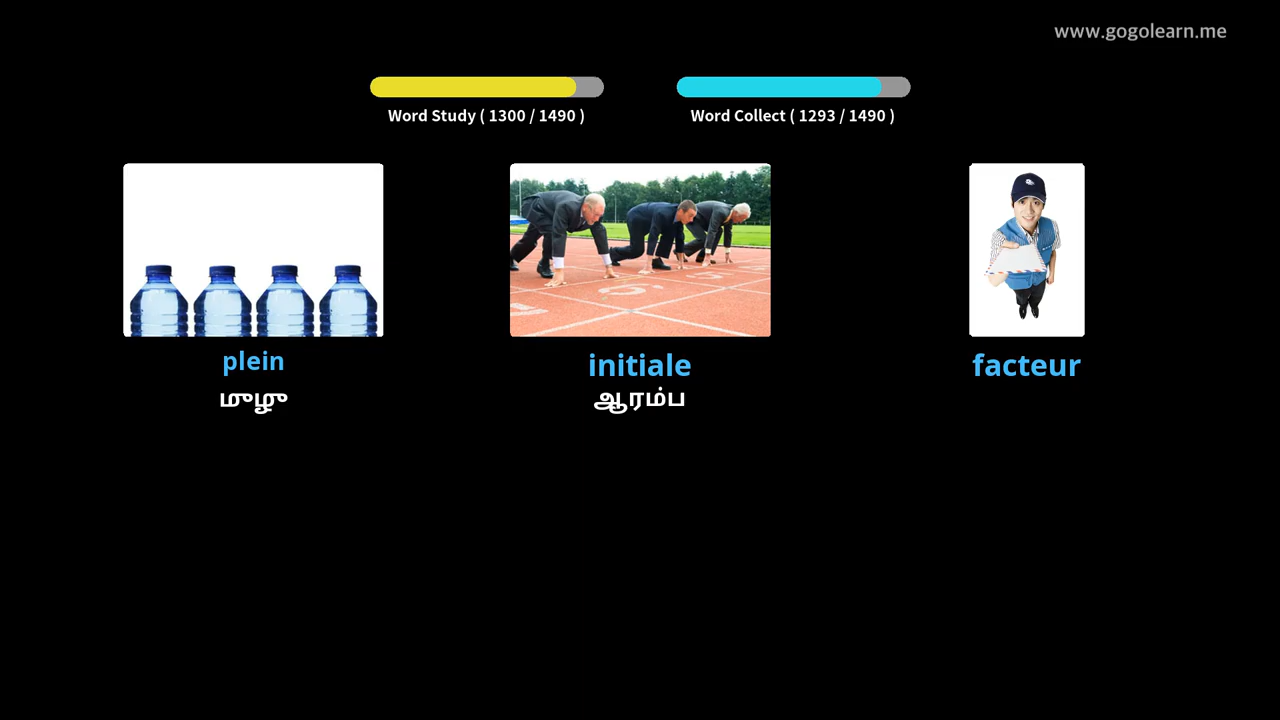 www.gogolearn.me
Word Study ( 1300 / 1490 )
Word Collect ( 1293 / 1490 )
plein
முழு
initiale
ஆரம்ப
facteur